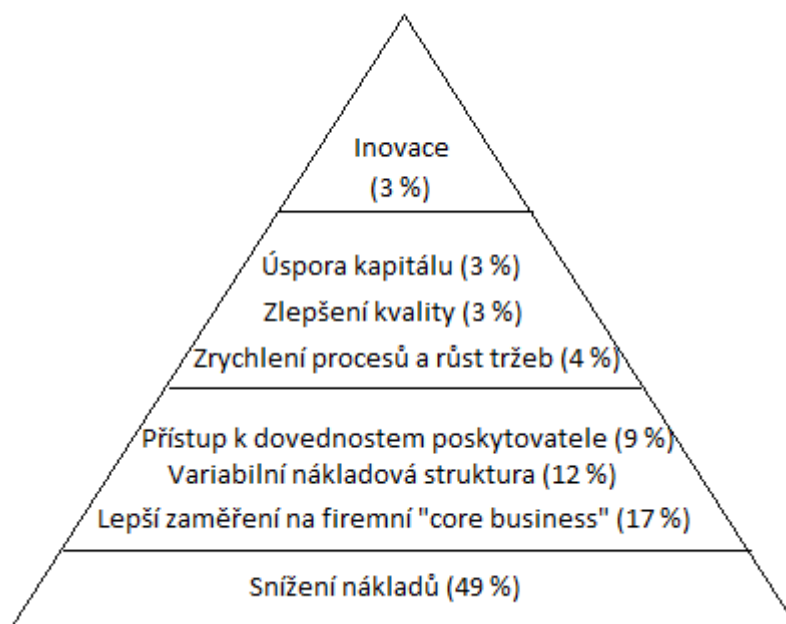 Inovace
(3 %)
Úspora kapitálu (3 %)
Zlepšení kvality (3 %)
Zrychlení procesů a růst tržeb (4 %)
Přístup k dovednostem poskytovatele (9 %)
Variabilní nákladová struktura (12 %)
Lepší zaměření na firemní "core business" (17 %)
Snížení nákladů (49 %)